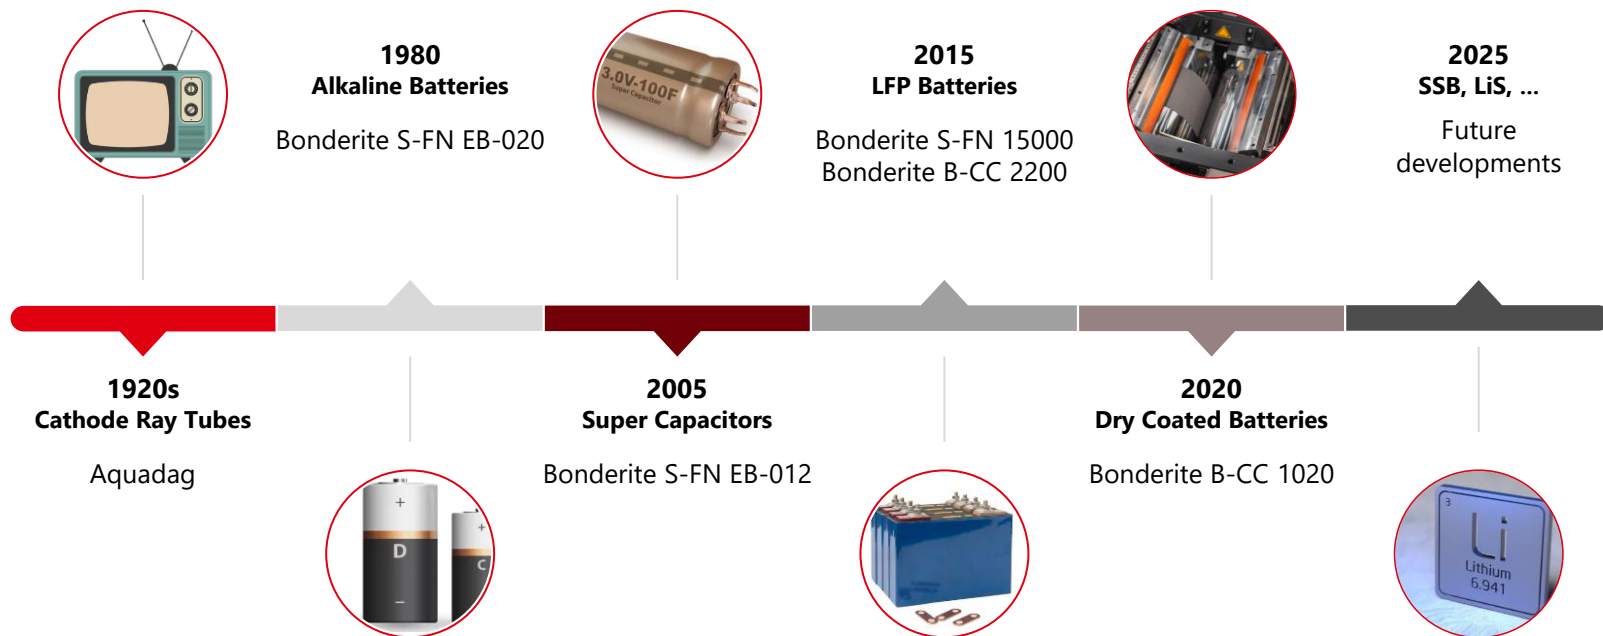 1920s
Cathode Ray Tubes
Aquadag
1980
Alkaline Batteries
Bonderite S-FN EB-020
+
D
−
+
C
3.0V-100F
Super Capacitor
2005
Super Capacitors
Bonderite S-FN EB-012
2015
LFP Batteries
Bonderite S-FN 15000
Bonderite B-CC 2200
2020
Dry Coated Batteries
Bonderite B-CC 1020
2025
SSB, LiS, ...
Future
developments
3
Li
Lithium
6.941